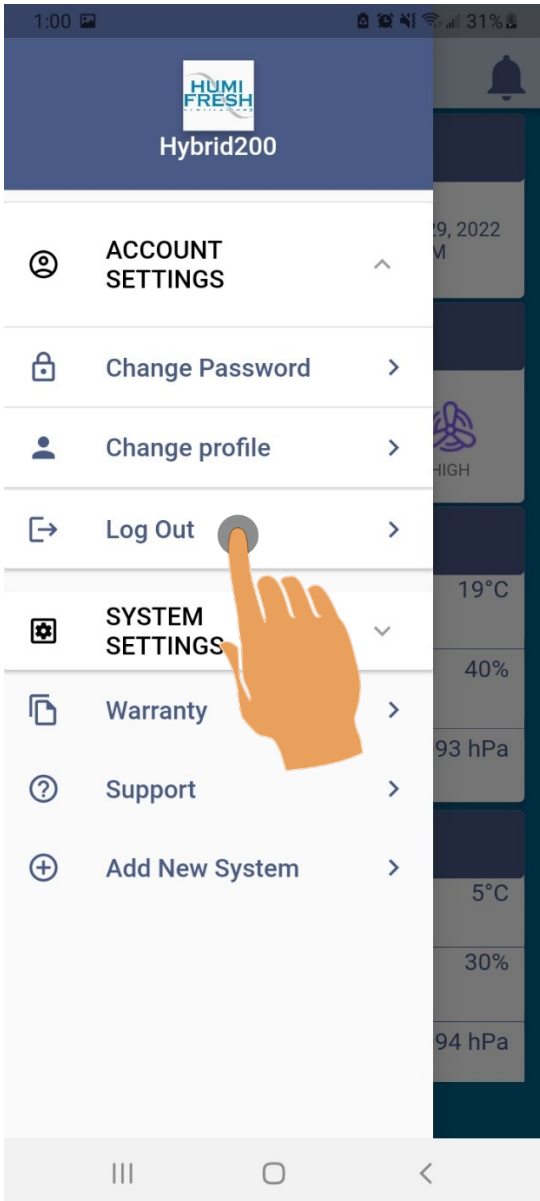 1:00
31%
HUMI
FRESH
Hybrid200
29, 2022
M
ACCOUNT
SETTINGS
Change Password
Change profile
HIGH
Log Out
19°C
SYSTEM
SETTINGS
40%
Warranty
93 hPa
Support
Add New System
5°C
30%
94 hPa